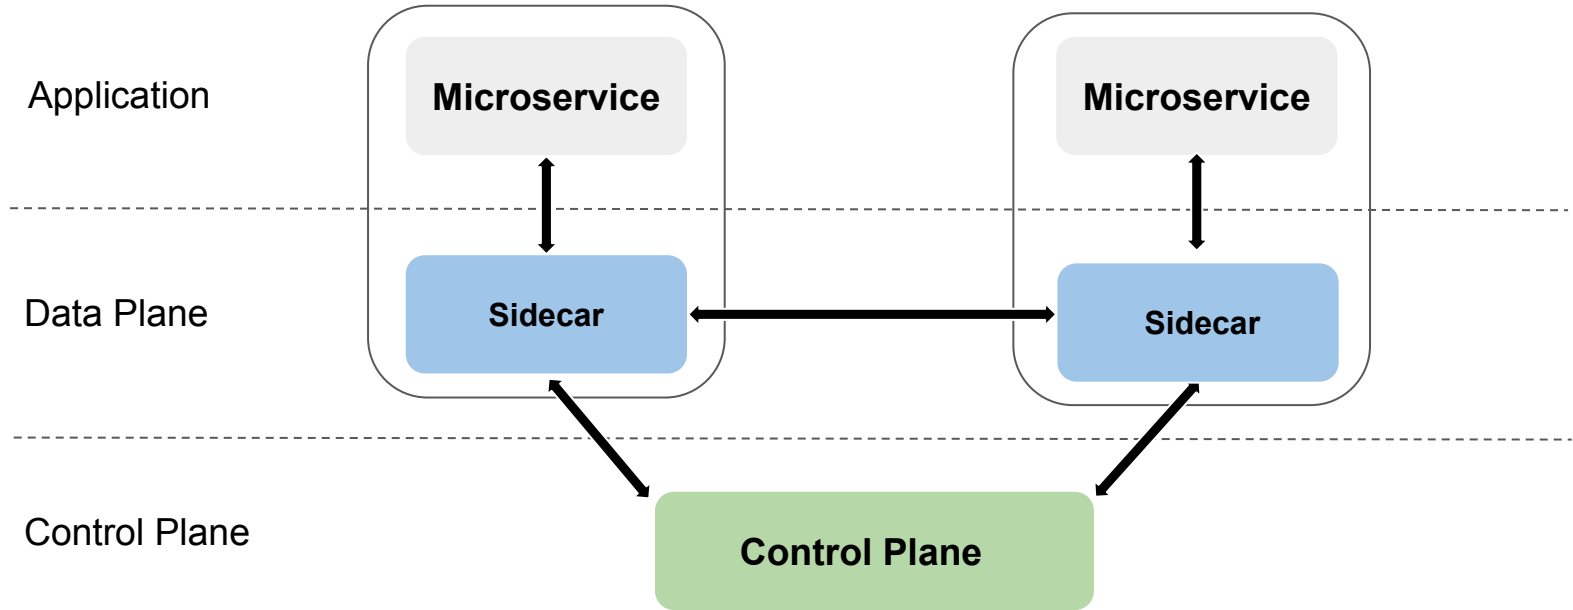 Application
Microservice
Microservice
Data Plane
Sidecar
Sidecar
Control Plane
Control Plane